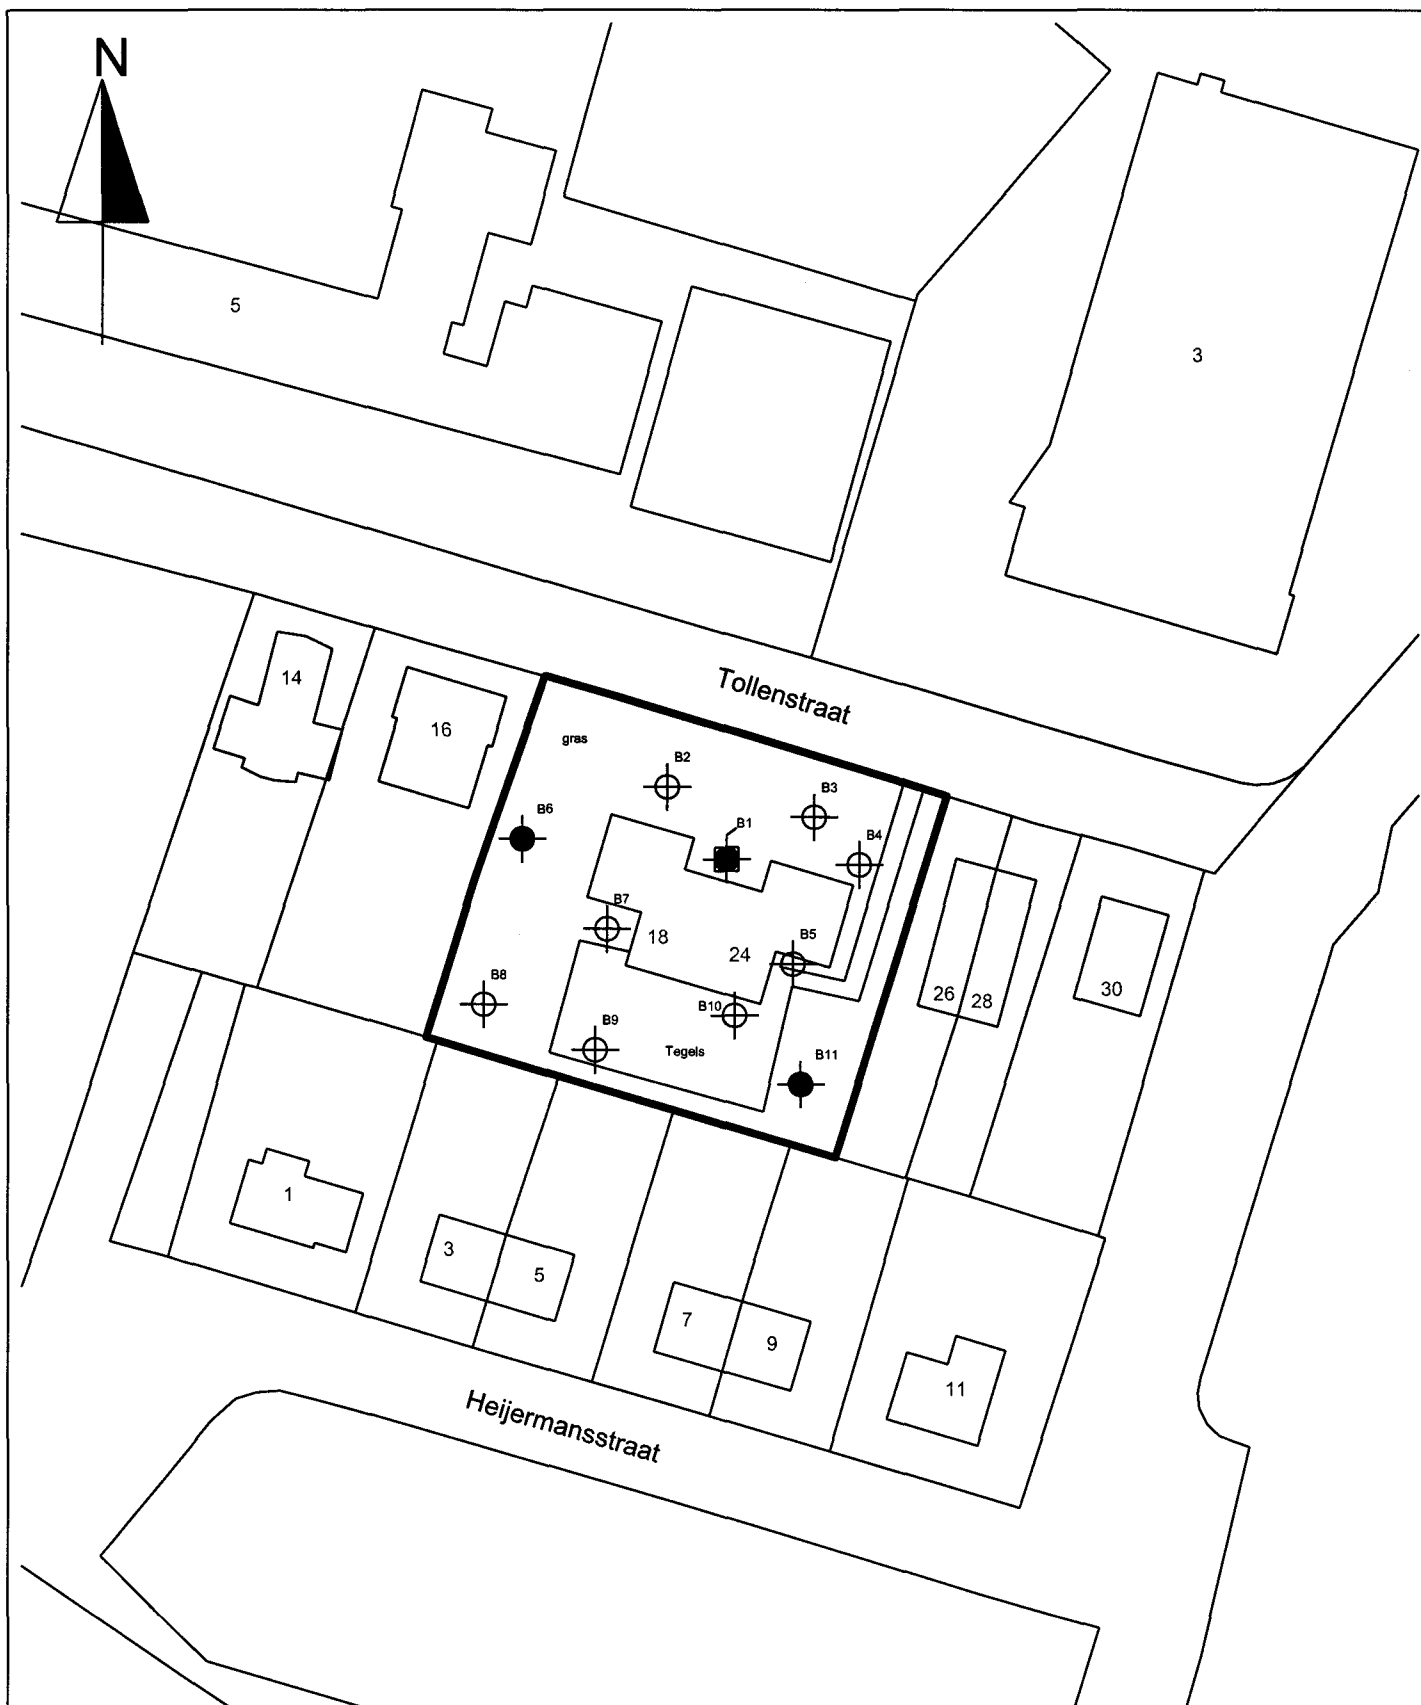 N
5
3
Tollenstraat
14
16
gras
B2
B3
B6
B1
B4
B7
18
24
B5
B8
26
28
30
B10
B9
Tegels
B11
1
3
5
7
9
11
Heijermansstraat